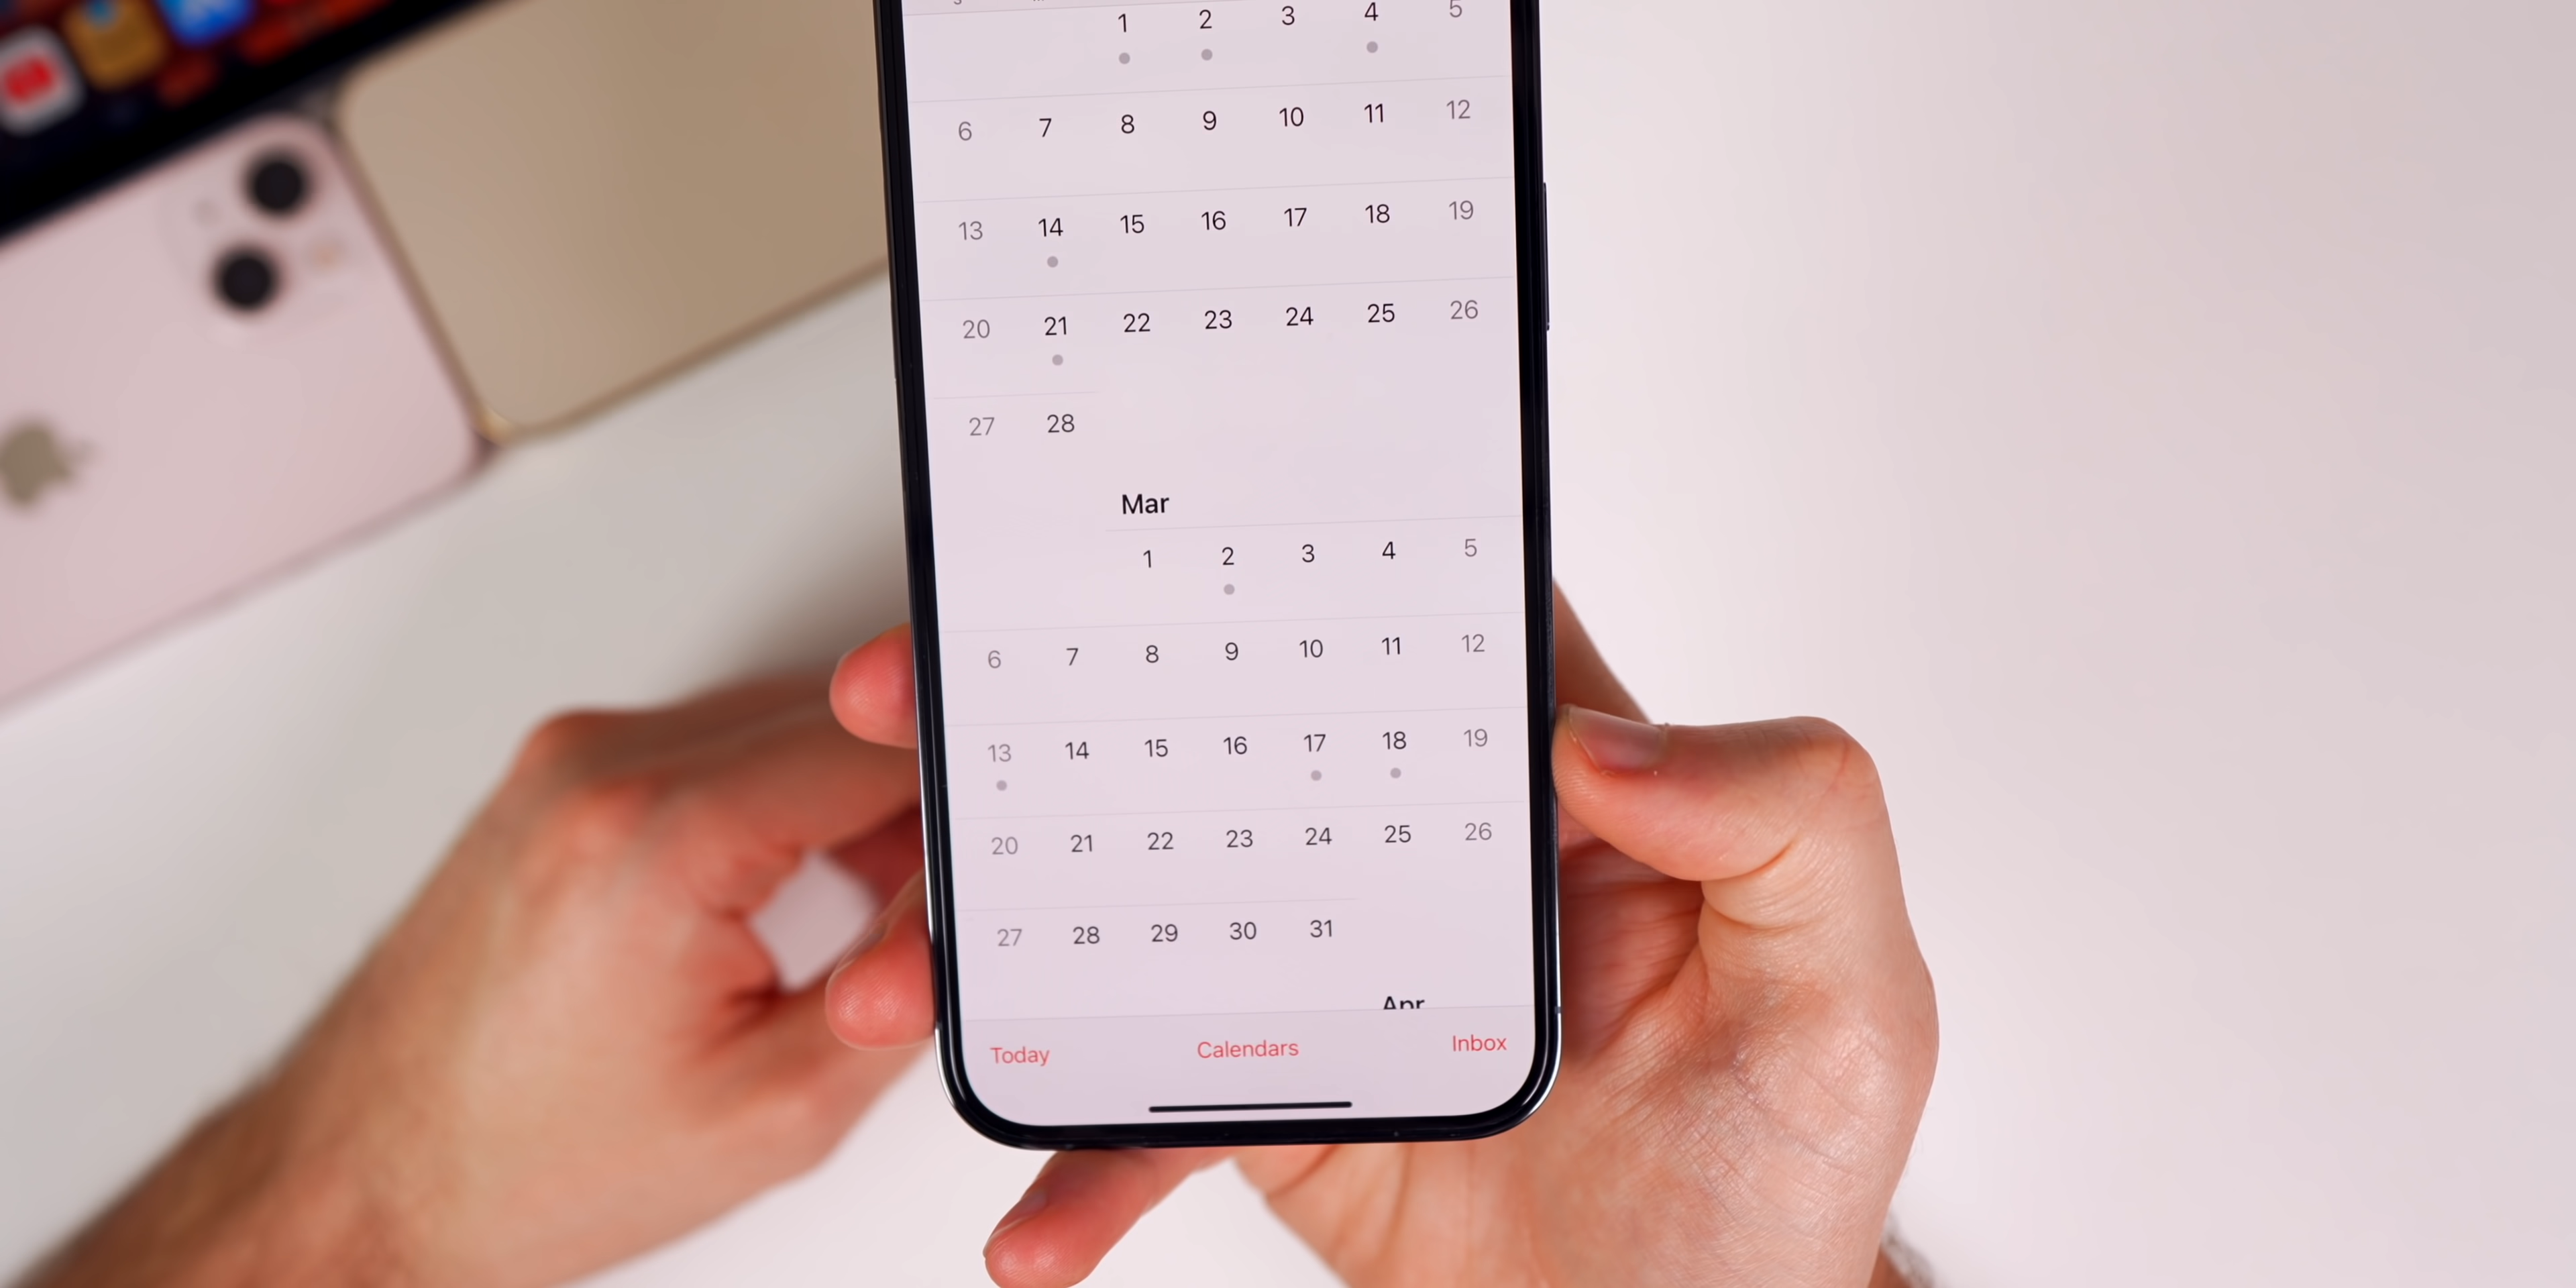 1 2 3 4 5
6 7 8 9 10 11 12
13 14 15 16 17 18 19
20 21 22 23 24 25 26
27 28
Mar
1 2 3 4 5
6 7 8 9 10 11 12
13 14 15 16 17 18 19
20 21 22 23 24 25 26
27 28 29 30 31
Apr
Today Calendars Inbox